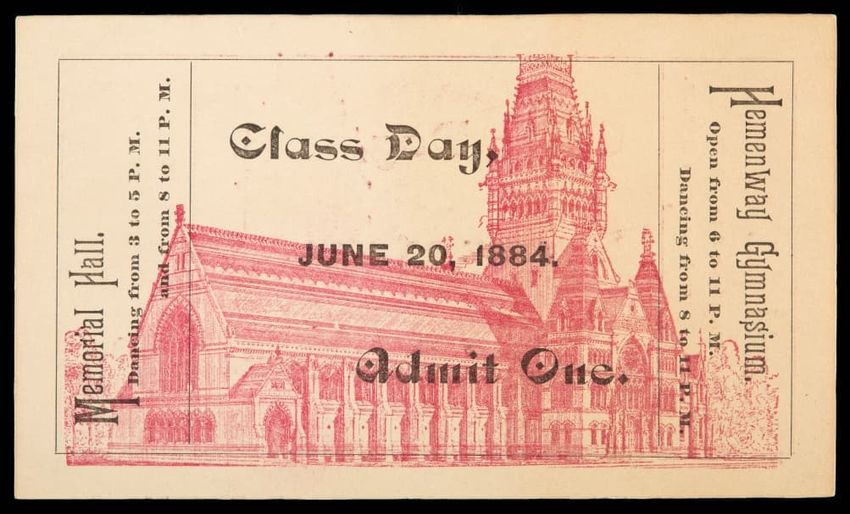 Memorial Hall.
Dancing from 3 to 5 P. M.
and from 8 to 11 P. M.
Class Day,
JUNE 20, 1884.
Admit One.
Hemenway Gymnasium.
Open from 6 to 11 P. M.
Dancing from 8 to 11 P. M.